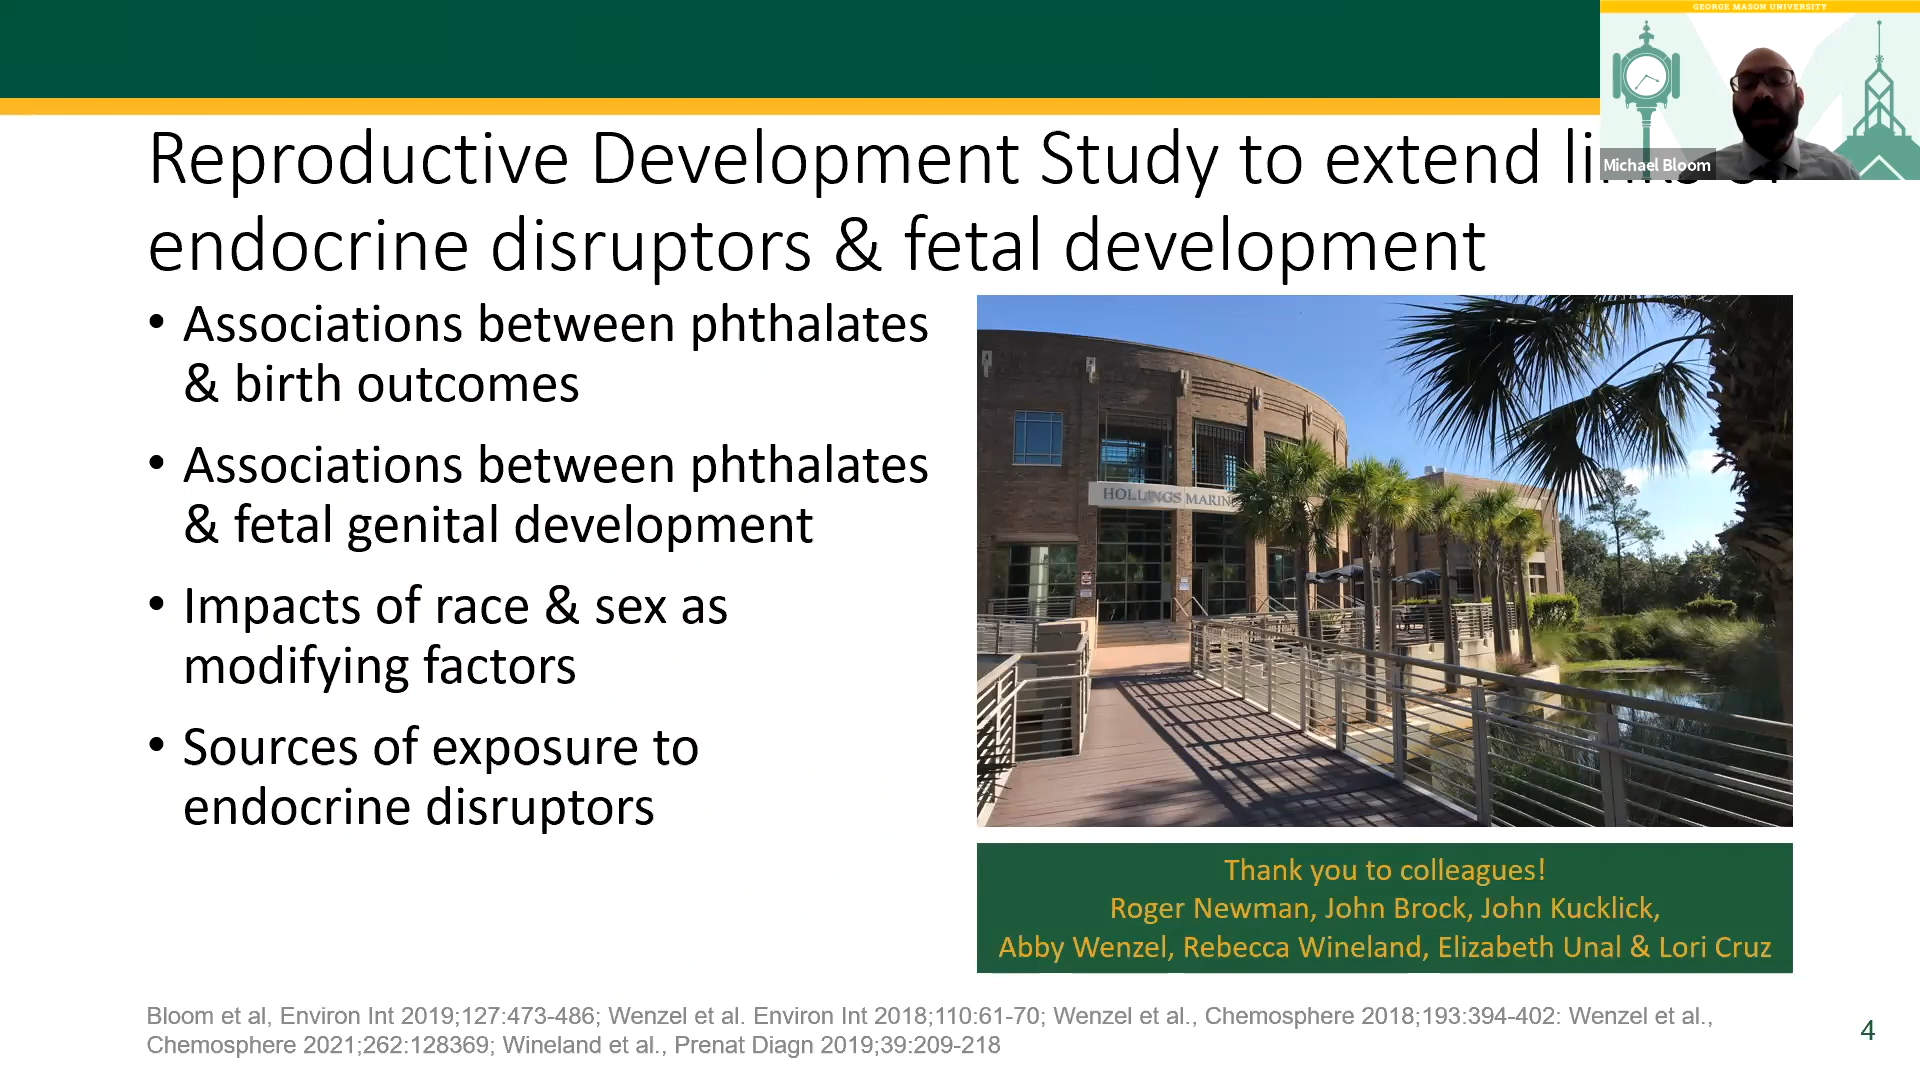 GEORGE MASON UNIVERSITY
Michael Bloom
Reproductive Development Study to extend
endocrine disruptors & fetal development
• Associations between phthalates
& birth outcomes
• Associations between phthalates
& fetal genital development
• Impacts of race & sex as
modifying factors
• Sources of exposure to
endocrine disruptors
HOLLINGS MARIN
Thank you to colleagues!
Roger Newman, John Brock, John Kucklick,
Abby Wenzel, Rebecca Wineland, Elizabeth Unal & Lori Cruz
Bloom et al, Environ Int 2019;127:473-486; Wenzel et al. Environ Int 2018;110:61-70; Wenzel et al., Chemosphere 2018;193:394-402: Wenzel et al.,
Chemosphere 2021;262:128369; Wineland et al., Prenat Diagn 2019;39:209-218
4